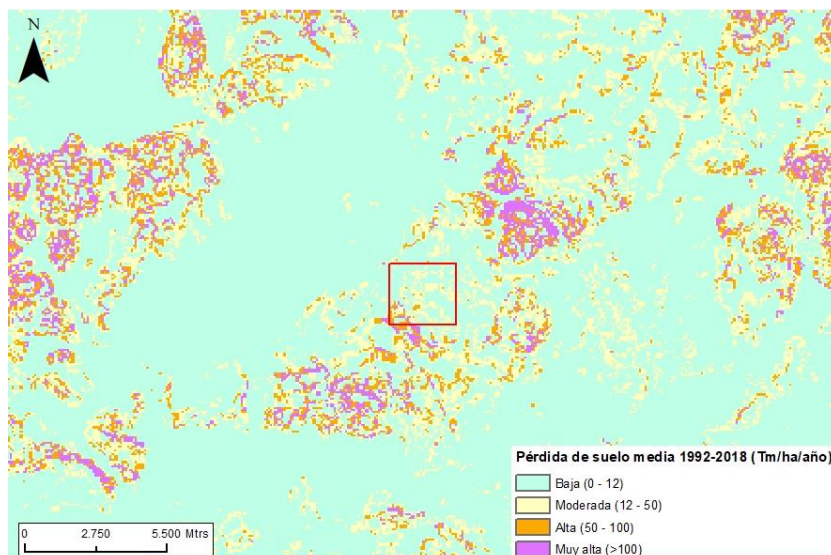 N
Pérdida de suelo media 1992-2018 (Tm/ha/año)
Baja (0 - 12)
Moderada (12 - 50)
Alta (50 - 100)
Muy alta (>100)
0 2.750 5.500 Mtrs